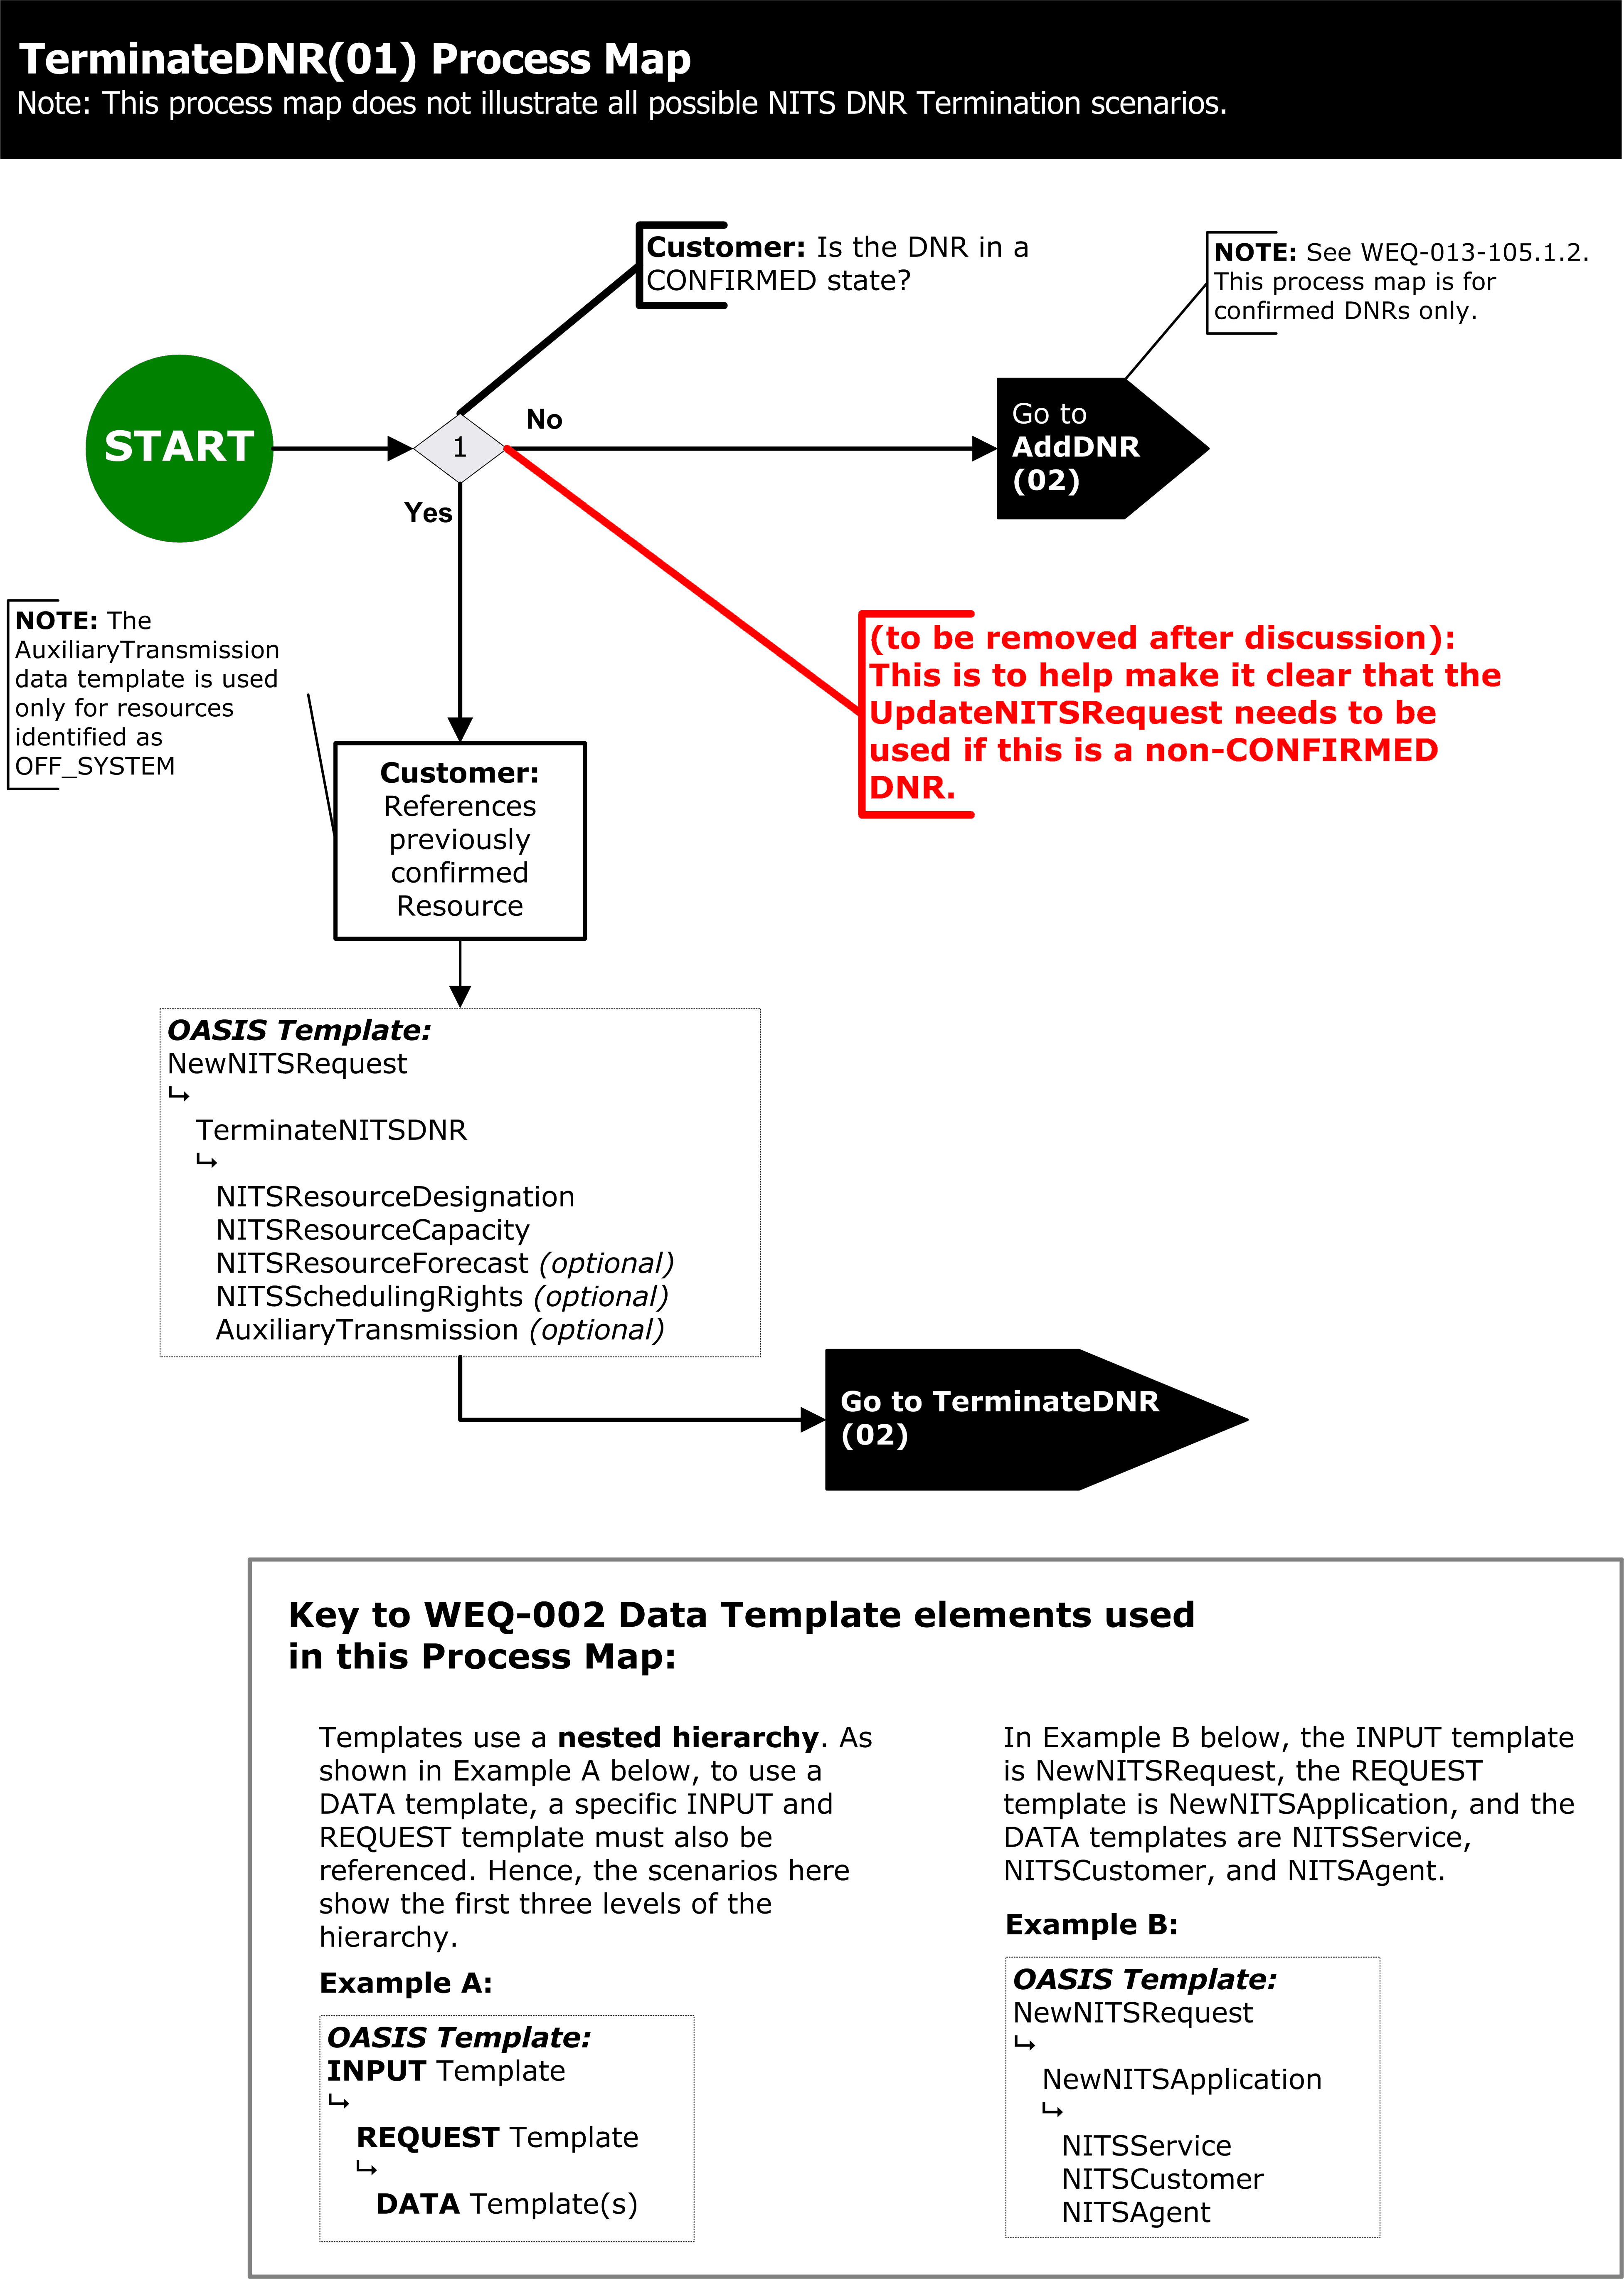 TerminateDNR(01) Process Map
Note: This process map does not illustrate all possible NITS DNR Termination scenarios.
Customer: Is the DNR in a
CONFIRMED state?
NOTE: See WEQ-013-105.1.2.
This process map is for
confirmed DNRs only.
START
1
No
Yes
Go to
AddDNR
(02)
NOTE: The
AuxiliaryTransmission
data template is used
only for resources
identified as
OFF_SYSTEM
(to be removed after discussion):
This is to help make it clear that the
UpdateNITSRequest needs to be
used if this is a non-CONFIRMED
DNR.
Customer:
References
previously
confirmed
Resource
OASIS Template:
NewNITSRequest
↳
TerminateNITSDNR
↳
NITSResourceDesignation
NITSResourceCapacity
NITSResourceForecast (optional)
NITSSchedulingRights (optional)
AuxiliaryTransmission (optional)
Go to TerminateDNR
(02)
Key to WEQ-002 Data Template elements used
in this Process Map:
Templates use a nested hierarchy. As
shown in Example A below, to use a
DATA template, a specific INPUT and
REQUEST template must also be
referenced. Hence, the scenarios here
show the first three levels of the
hierarchy.
Example A:
OASIS Template:
INPUT Template
↳
REQUEST Template
↳
DATA Template(s)
In Example B below, the INPUT template
is NewNITSRequest, the REQUEST
template is NewNITSApplication, and the
DATA templates are NITSService,
NITSCustomer, and NITSAgent.
Example B:
OASIS Template:
NewNITSRequest
↳
NewNITSApplication
↳
NITSService
NITSCustomer
NITSAgent